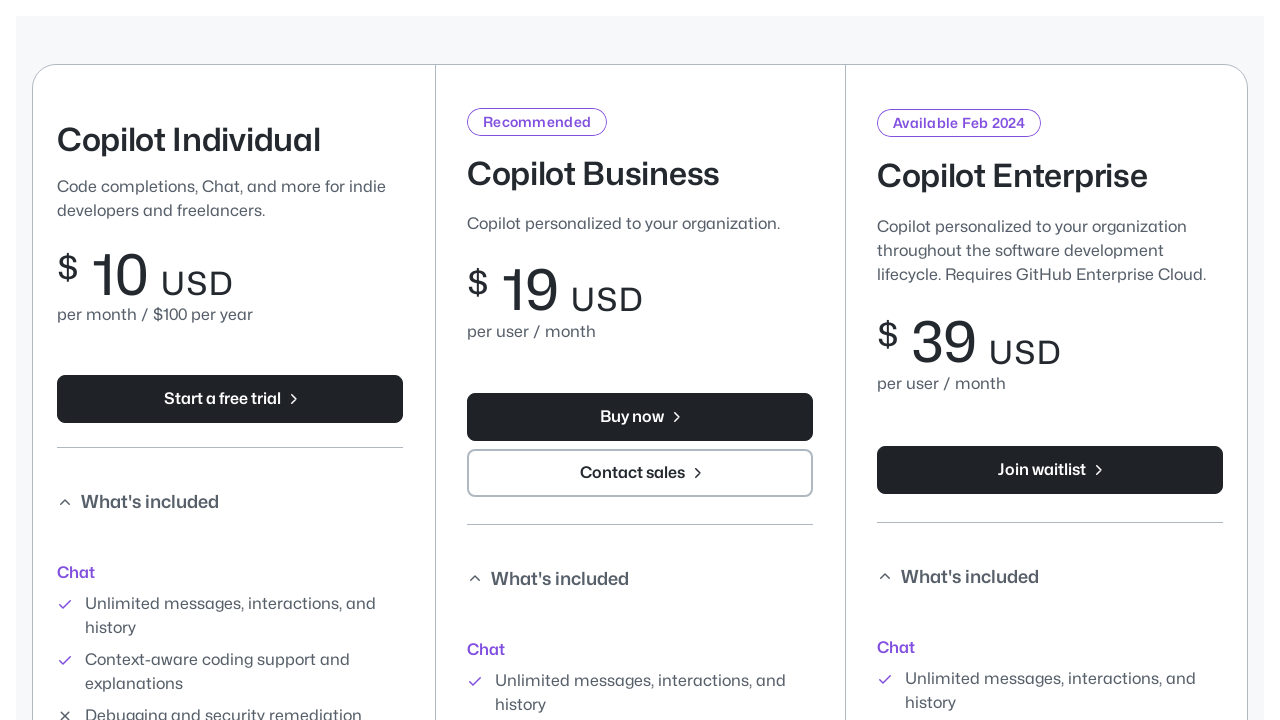 Copilot Individual
Code completions, Chat, and more for indie
developers and freelancers.
$ 10 USD
per month / $100 per year
Start a free trial
What's included
Chat
Unlimited messages, interactions, and
history
Context-aware coding support and
explanations
Debugging and security remediation
Recommended
Copilot Business
Copilot personalized to your organization.
$ 19 USD
per user / month
Buy now
Contact sales
What's included
Chat
Unlimited messages, interactions, and
history
Available Feb 2024
Copilot Enterprise
Copilot personalized to your organization
throughout the software development
lifecycle. Requires GitHub Enterprise Cloud.
$ 39 USD
per user / month
Join waitlist
What's included
Chat
Unlimited messages, interactions, and
history